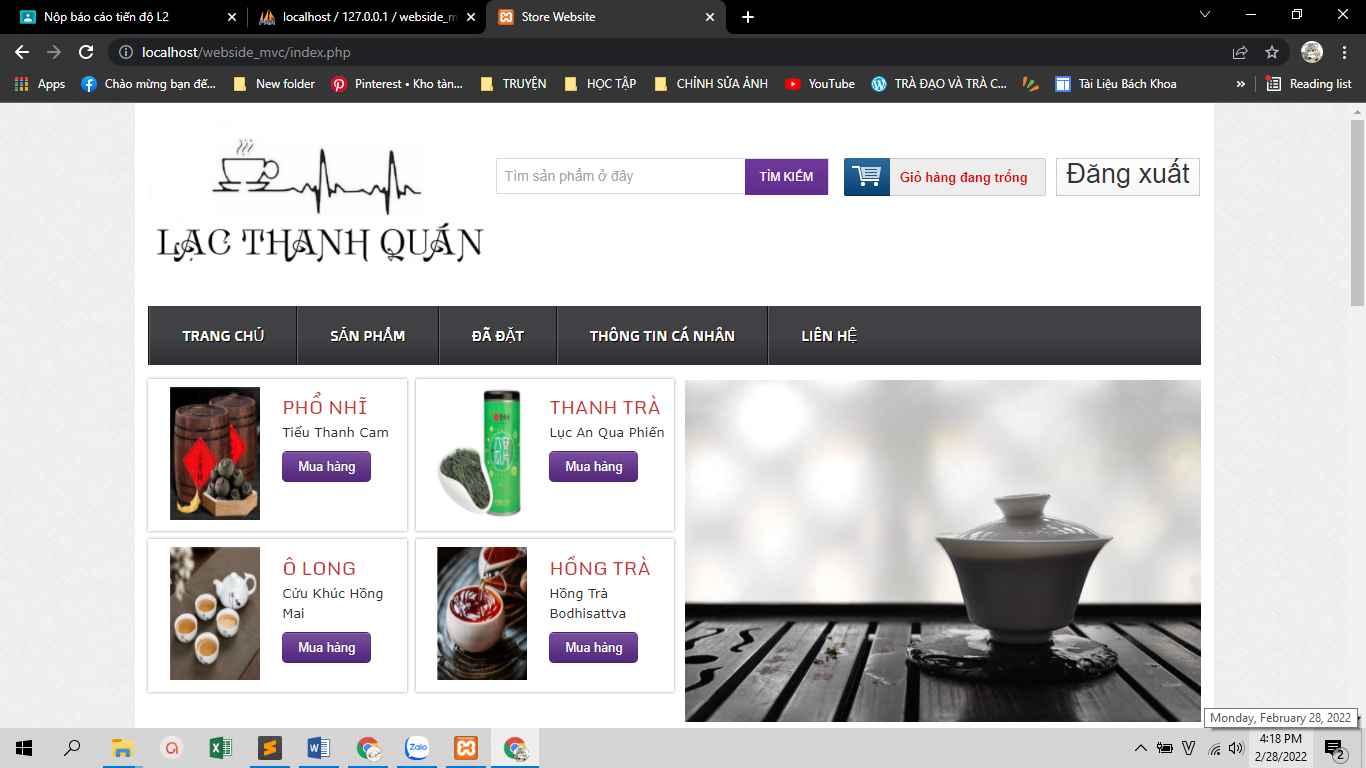 Nộp báo cáo tiến độ L2
localhost / 127.0.0.1 / webside_m
Store Website
localhost/webside_mvc/index.php
Apps
Chào mừng bạn đế...
New folder
Pinterest • Kho tàn...
TRUYỆN
HỌC TẬP
CHỈNH SỬA ẢNH
YouTube
TRÀ ĐẠO VÀ TRÀ C...
Tài Liệu Bách Khoa
»
Reading list
LẠC THANH QUÁN
Tìm sản phẩm ở đây
TÌM KIẾM
Giỏ hàng đang trống
Đăng xuất
TRANG CHỦ
SẢN PHẨM
ĐÃ ĐẶT
THÔNG TIN CÁ NHÂN
LIÊN HỆ
PHỔ NHĨ
Tiểu Thanh Cam
Mua hàng
THANH TRÀ
Lục An Qua Phiến
Mua hàng
Ô LONG
Cửu Khúc Hồng
Mai
Mua hàng
HỒNG TRÀ
Hồng Trà
Bodhisattva
Mua hàng
Monday, February 28, 2022
Zalo
4:18 PM
2/28/2022
2